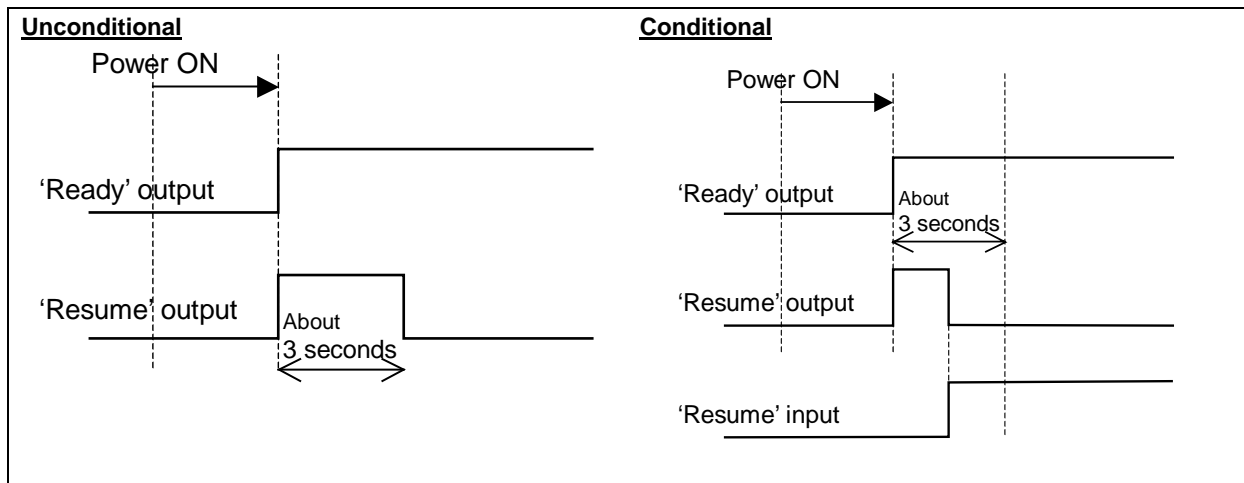 Unconditional
Power ON
‘Ready’ output
‘Resume’ output
About
3 seconds
Conditional
Power ON
‘Ready’ output
About
3 seconds
‘Resume’ output
‘Resume’ input